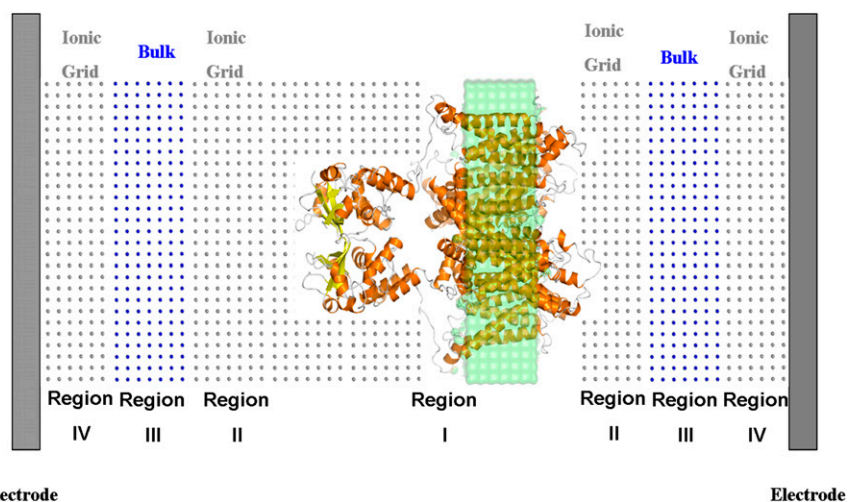 Ionic
Grid
Bulk
Ionic
Grid
Ionic
Grid
Bulk
Ionic
Grid
Region Region Region Region Region Region Region
IV III II I II III IV
ectrode Electrode